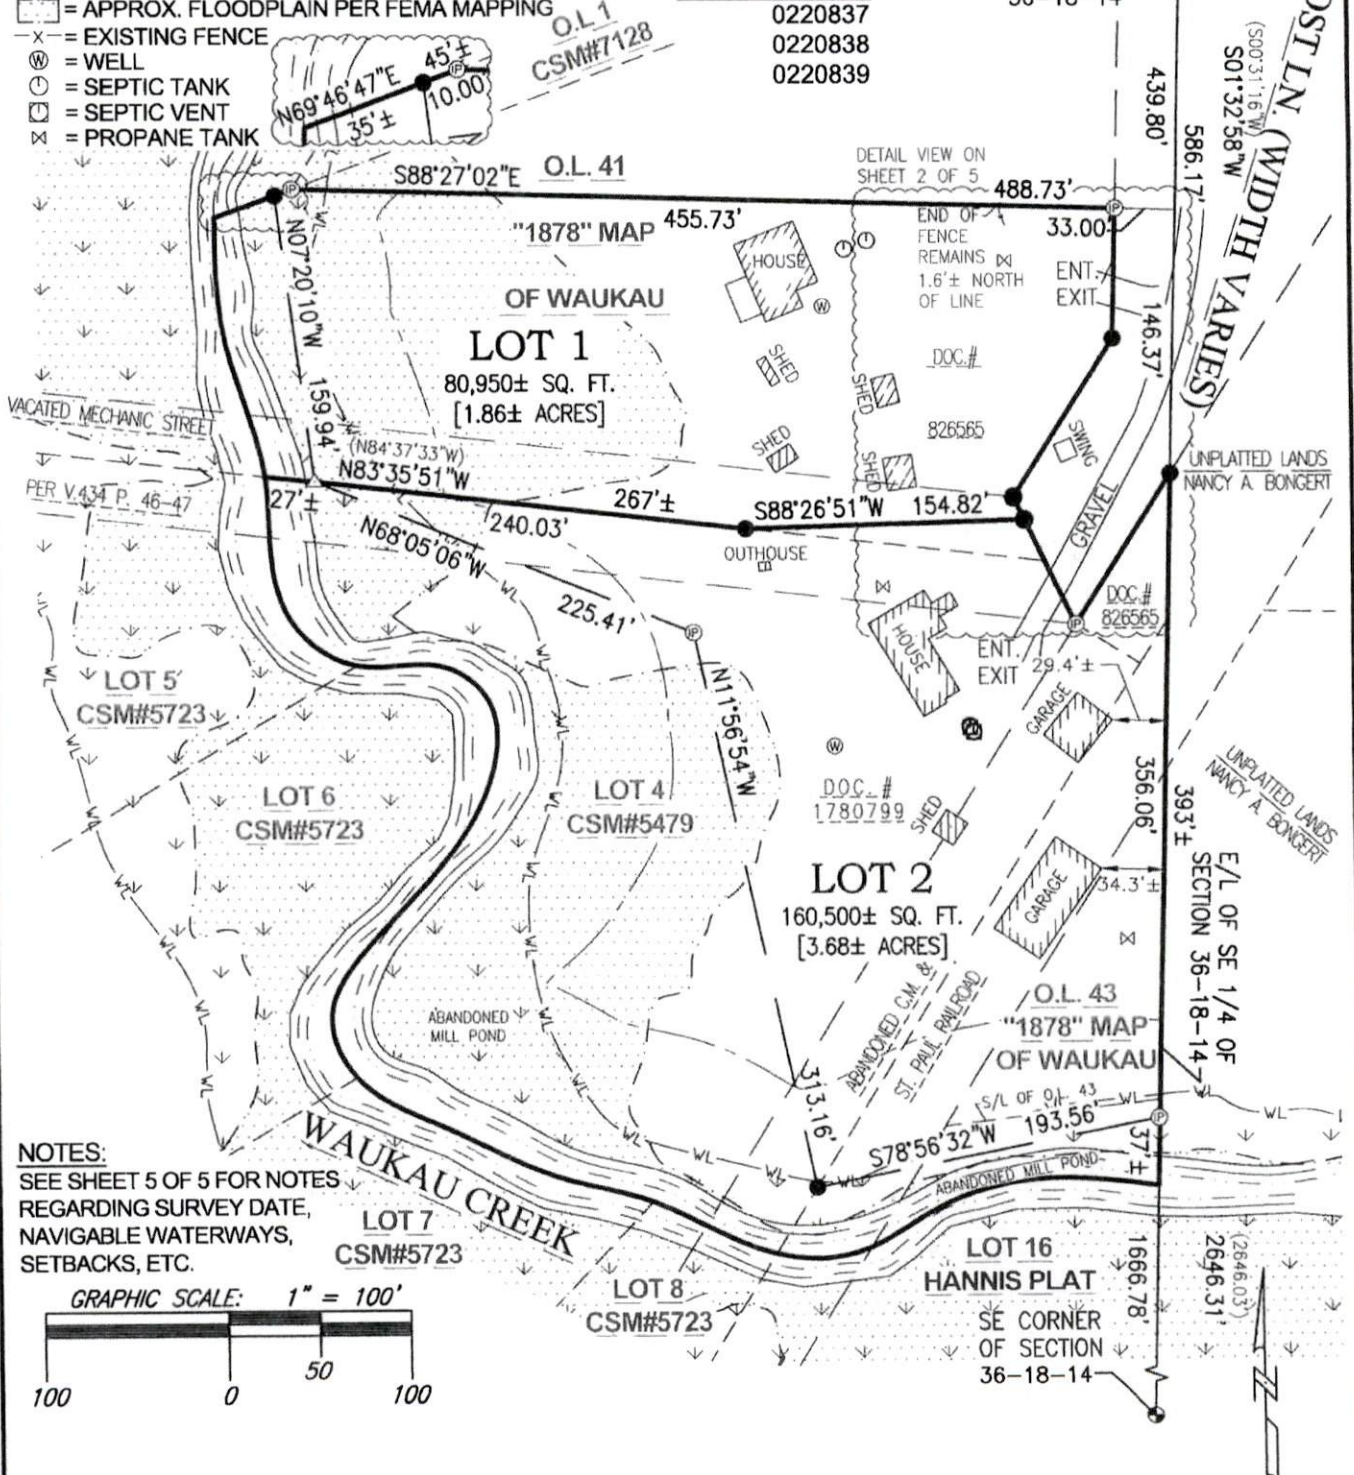 = APPROX. FLOODPLAIN PER FEMA MAPPING
-X- = EXISTING FENCE
W = WELL
= SEPTIC TANK
= SEPTIC VENT
= PROPANE TANK
O.L 1
CSM#7128
0220837
0220838
0220839
N69°46'47"E
45'±
35'±
10.00'
IP
OST LN. (WIDTH VARIES)
(S00°31'16"W)
S01°32'58"W
439.80'
586.17'
S88°27'02"E
O.L. 41
DETAIL VIEW ON
SHEET 2 OF 5
488.73'
455.73'
33.00'
IP
IP
"1878" MAP
OF WAUKAU
END OF
FENCE
REMAINS
1.6'± NORTH
OF LINE
ENT.
EXIT
146.37'
HOUSE
W
N07°20'10"W
159.94'
WL
LOT 1
80,950± SQ. FT.
[1.86± ACRES]
SHED
SHED
SHED
SHED
DOC.#
826565
SWING
GRAVEL
VACATED MECHANIC STREET
PER V.434 P. 46-47
(N84°37'33"W)
N83°35'51"W
27'±
267'±
240.03'
S88°26'51"W
154.82'
N68°05'06"W
225.41'
OUTHOUSE
UNPLATTED LANDS
NANCY A. BONGERT
DOC.#
826565
IP
IP
HOUSE
ENT.
EXIT
29.4'±
GARAGE
N11°56'54"W
LOT 5
CSM#5723
LOT 6
CSM#5723
LOT 4
CSM#5479
W
DOC. #
1780799
SHED
356.06'
393'±
UNPLATTED LANDS
NANCY A. BONGERT
LOT 2
160,500± SQ. FT.
[3.68± ACRES]
GARAGE
34.3'±
E/L OF SE 1/4 OF
SECTION 36-18-14
ABANDONED
MILL POND
ABANDONED C.M. &
ST. PAUL RAILROAD
O.L. 43
"1878" MAP
OF WAUKAU
313.16'
S/L OF O.L. 43
WL
WL
S78°56'32"W
193.56'
IP
37'±
ABANDONED MILL POND
WAUKAU CREEK
NOTES:
SEE SHEET 5 OF 5 FOR NOTES
REGARDING SURVEY DATE,
NAVIGABLE WATERWAYS,
SETBACKS, ETC.
LOT 7
CSM#5723
LOT 8
CSM#5723
LOT 16
HANNIS PLAT
1666.78'
(2646.03')
2646.31'
SE CORNER
OF SECTION
36-18-14
GRAPHIC SCALE: 1" = 100'
100 0 50 100
N